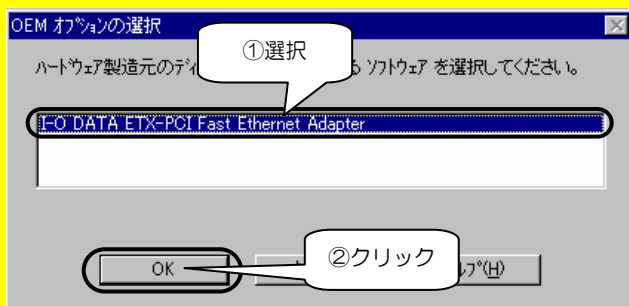 OEM オプションの選択
①選択
ハードウェア製造元のディ る ソフトウェア を選択してください。
I-O DATA ETX-PCI Fast Ethernet Adapter
OK
②クリック
ルプ(H)